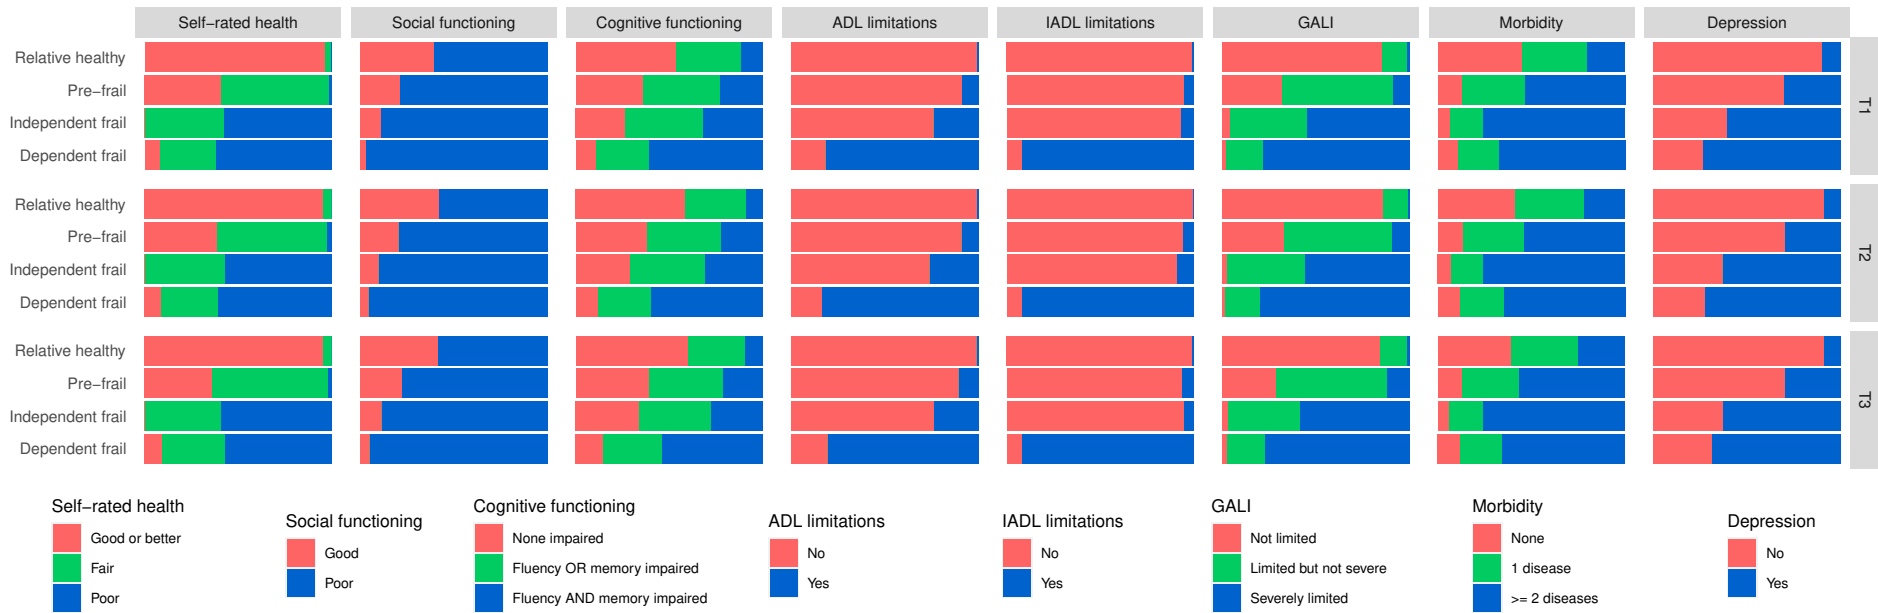 Self−rated health
Social functioning
Cognitive functioning
ADL limitations
IADL limitations
GALI
Morbidity
Depression
Relative healthy
Pre−frail
Independent frail
Dependent frail
T1
Relative healthy
Pre−frail
Independent frail
Dependent frail
T2
Relative healthy
Pre−frail
Independent frail
Dependent frail
T3
Self−rated health
Good or better
Fair
Poor
Social functioning
Good
Poor
Cognitive functioning
None impaired
Fluency OR memory impaired
Fluency AND memory impaired
ADL limitations
No
Yes
IADL limitations
No
Yes
GALI
Not limited
Limited but not severe
Severely limited
Morbidity
None
1 disease
>= 2 diseases
Depression
No
Yes